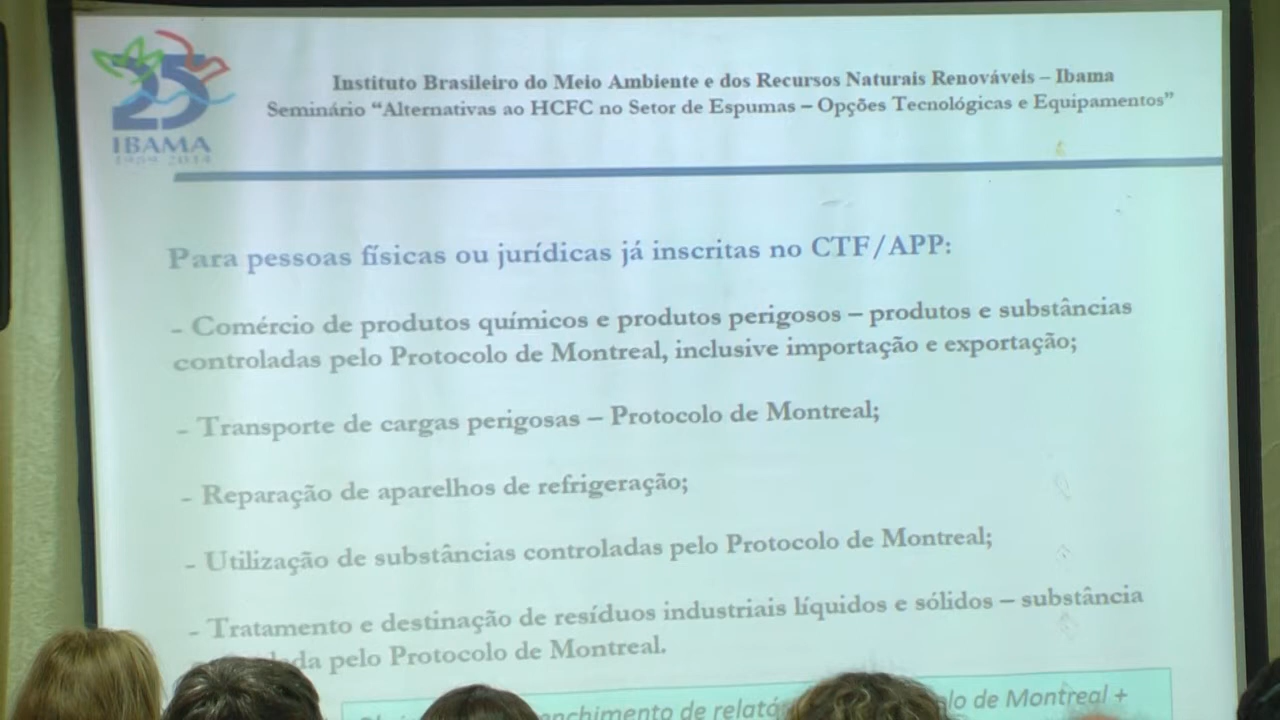 25
IBAMA
1989-2014
Instituto Brasileiro do Meio Ambiente e dos Recursos Naturais Renováveis – Ibama
Seminário “Alternativas ao HCFC no Setor de Espumas – Opções Tecnológicas e Equipamentos”
Para pessoas físicas ou jurídicas já inscritas no CTF/APP:
- Comércio de produtos químicos e produtos perigosos – produtos e substâncias
controladas pelo Protocolo de Montreal, inclusive importação e exportação;
- Transporte de cargas perigosas – Protocolo de Montreal;
- Reparação de aparelhos de refrigeração;
- Utilização de substâncias controladas pelo Protocolo de Montreal;
- Tratamento e destinação de resíduos industriais líquidos e sólidos – substância
pelo Protocolo de Montreal.
de de Montreal +